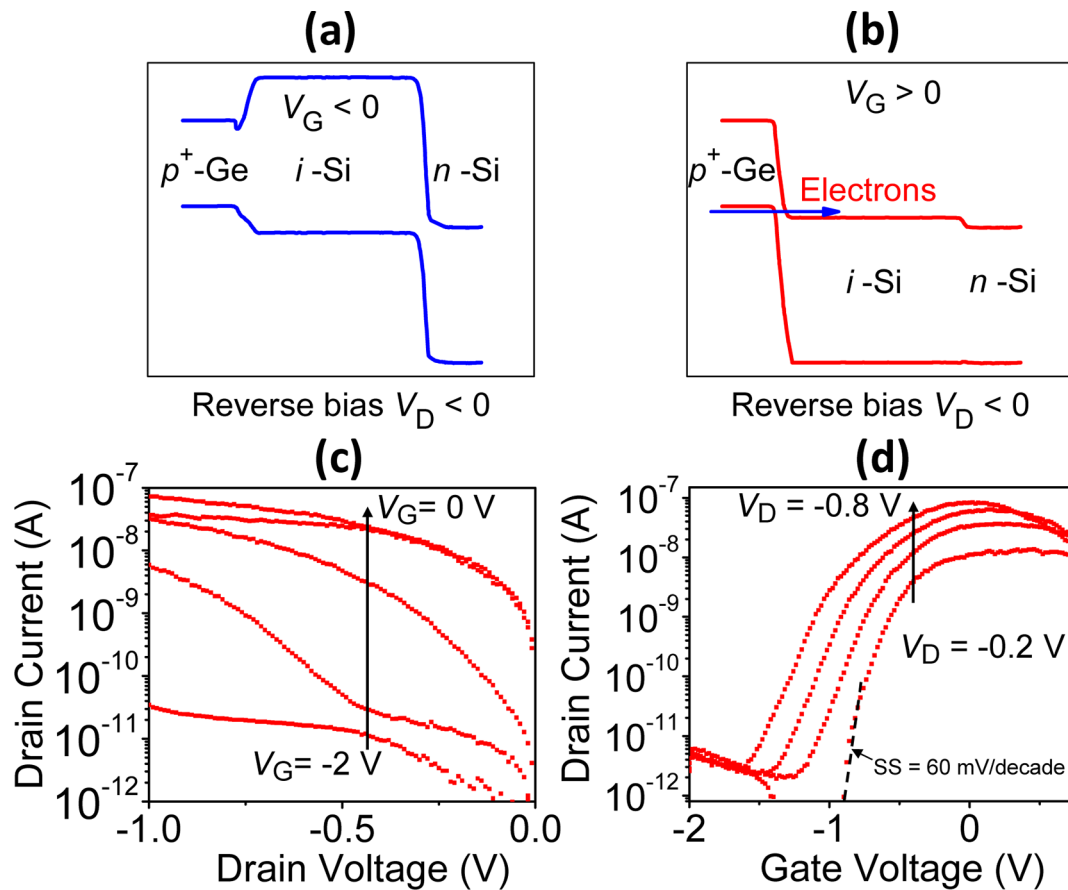 (a)
V_G < 0
p⁺-Ge
i -Si
n -Si
Reverse bias V_D < 0
(b)
V_G > 0
p⁺-Ge
Electrons
i -Si
n -Si
Reverse bias V_D < 0
(c)
Drain Current (A)
10⁻⁷
10⁻⁸
10⁻⁹
10⁻¹⁰
10⁻¹¹
10⁻¹²
V_G= 0 V
V_G= -2 V
-1.0 -0.5 0.0
Drain Voltage (V)
(d)
Drain Current (A)
10⁻⁷
10⁻⁸
10⁻⁹
10⁻¹⁰
10⁻¹¹
10⁻¹²
V_D = -0.8 V
V_D = -0.2 V
SS = 60 mV/decade
-2 -1 0
Gate Voltage (V)